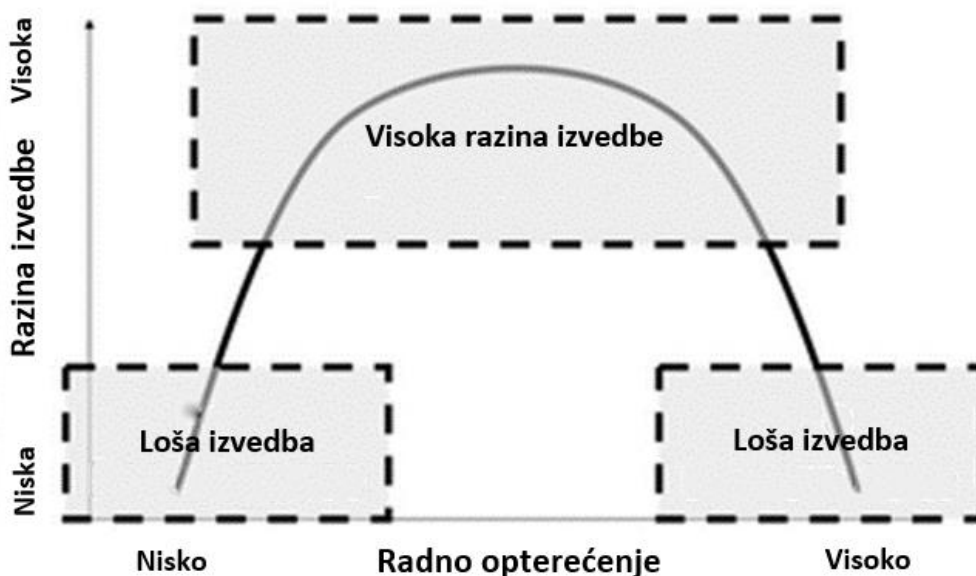 Visoka
Razina izvedbe
Niska
Visoka razina izvedbe
Loša izvedba
Loša izvedba
Nisko
Radno opterećenje
Visoko